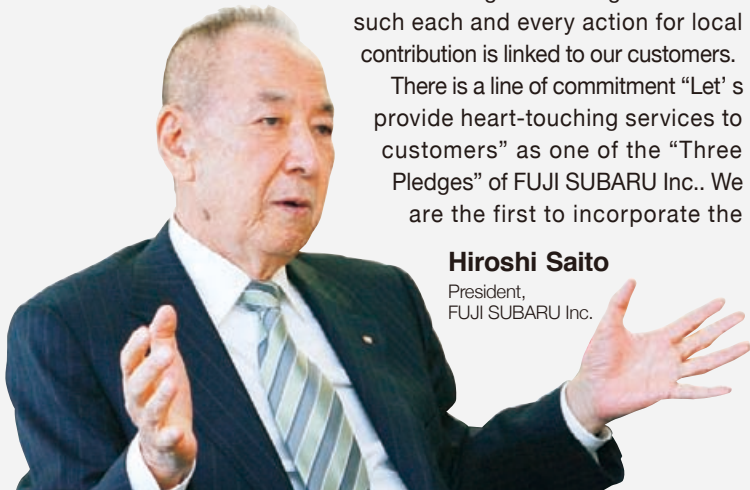 such each and every action for local
contribution is linked to our customers.
There is a line of commitment “Let’ s
provide heart-touching services to
customers” as one of the “Three
Pledges” of FUJI SUBARU Inc.. We
are the first to incorporate the
Hiroshi Saito
President,
FUJI SUBARU Inc.